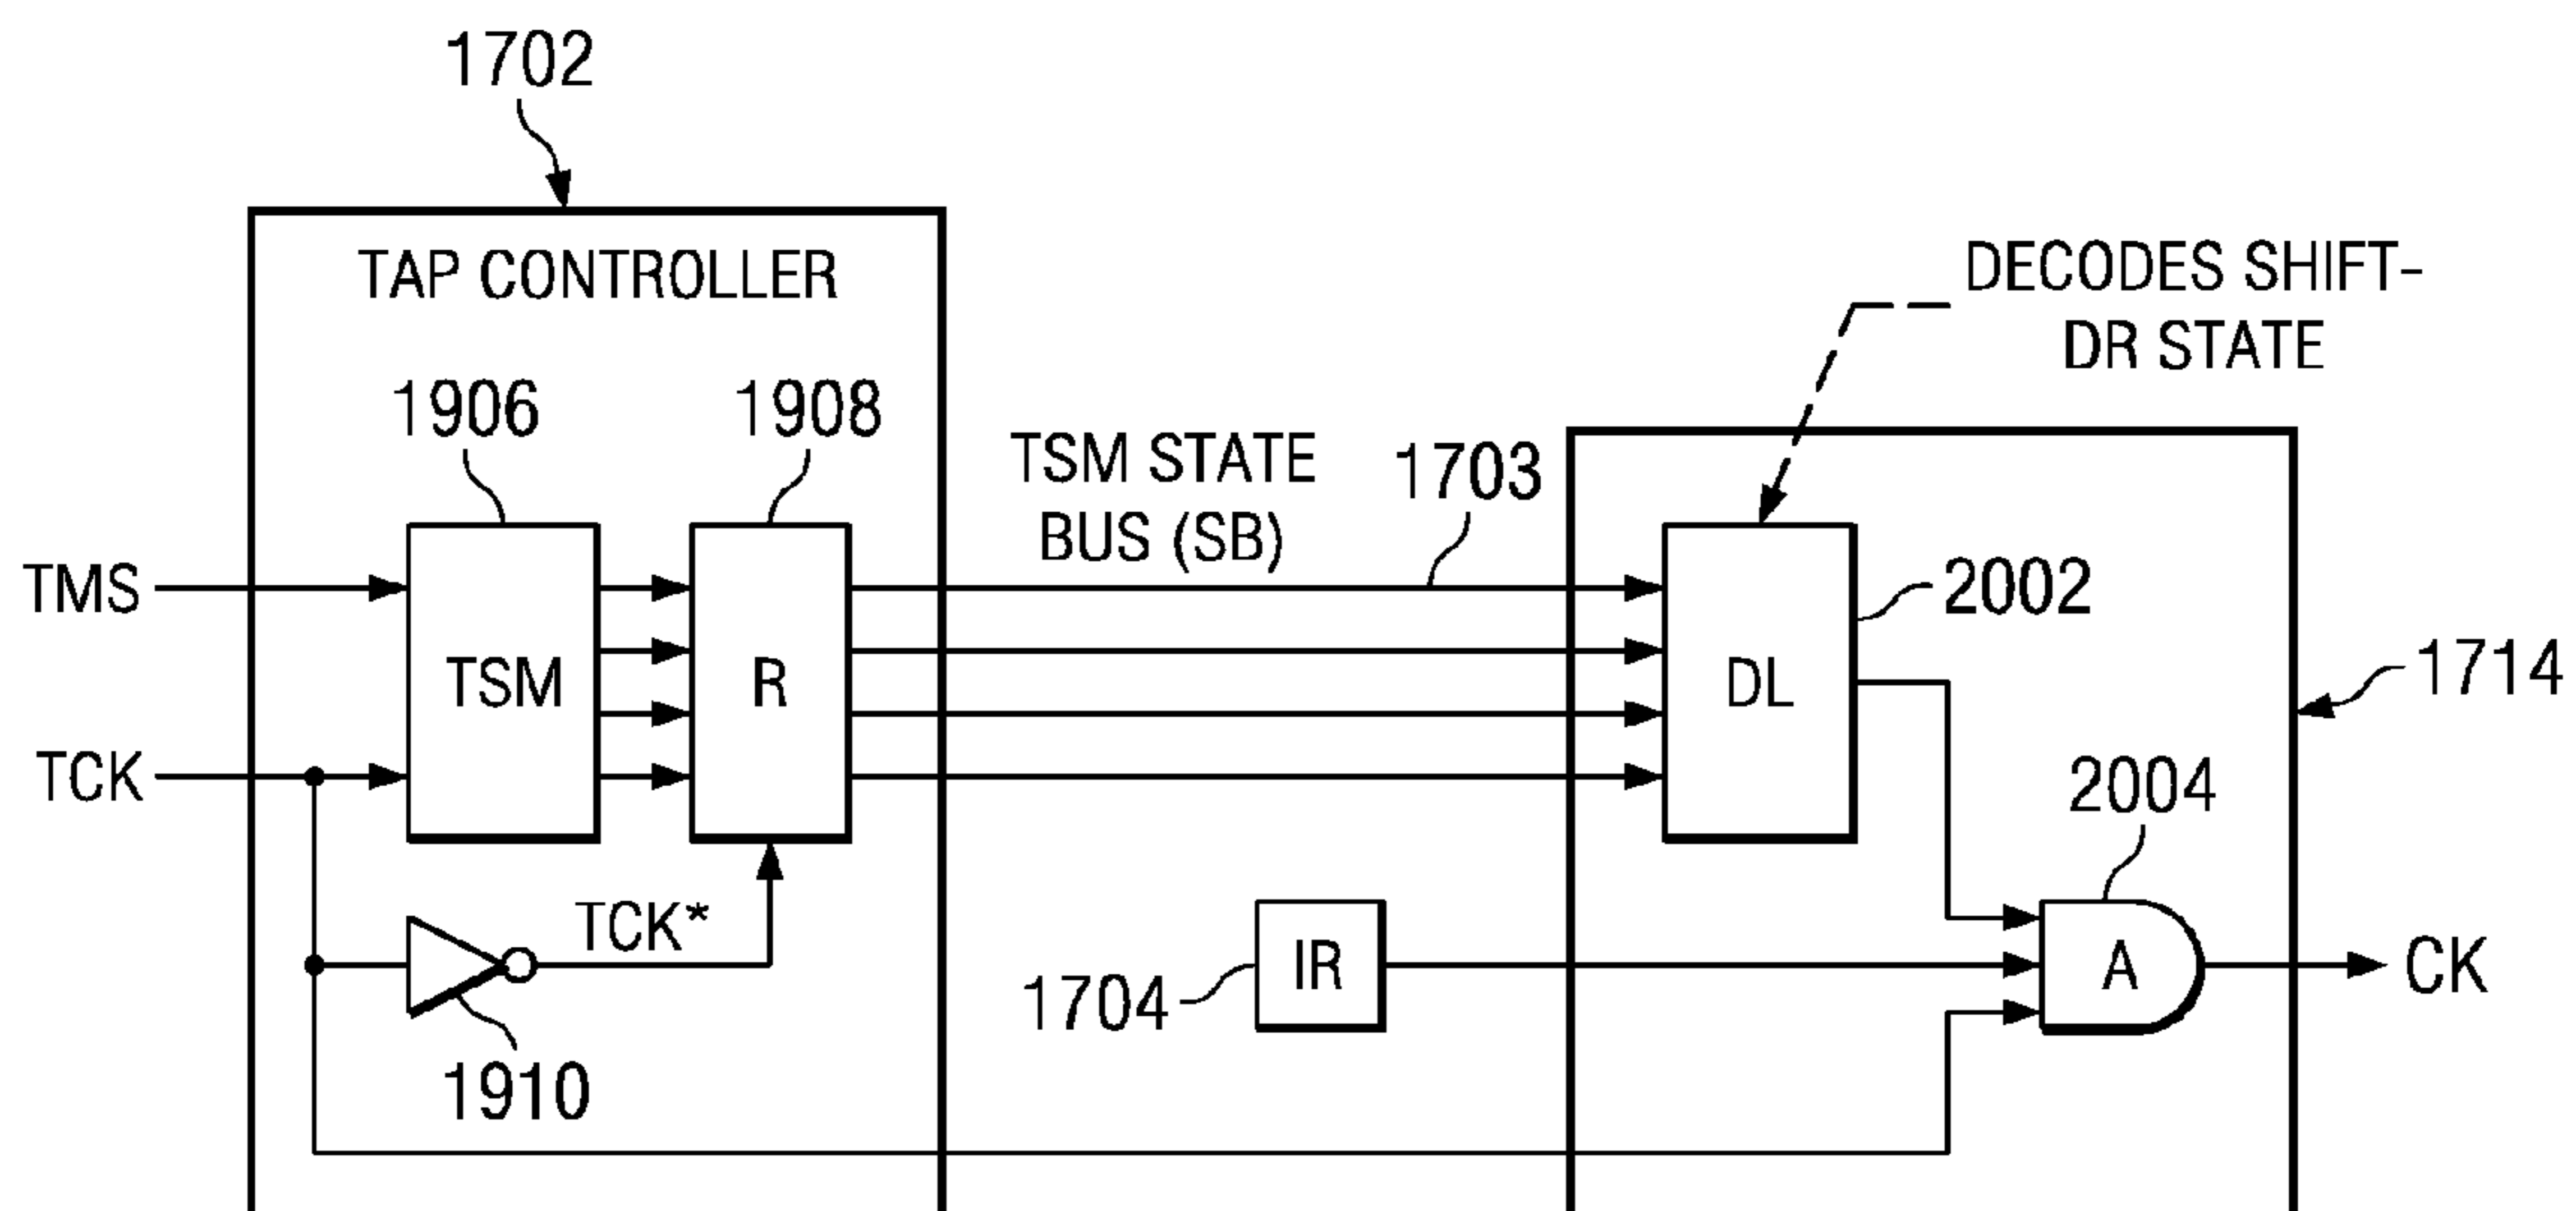 1702
TAP CONTROLLER
DECODES SHIFT-
DR STATE
1906
1908
TSM STATE
BUS (SB)
1703
TMS
TSM
R
DL
2002
1714
TCK
2004
TCK*
IR
A
CK
1704
1910